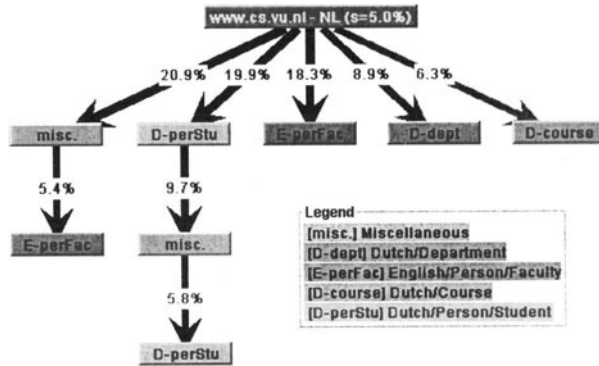 www.cs.vu.nl - NL (s=5.0%)
20.9% 19.9% 18.3% 8.9% 6.3%
misc. D-perStu E-perFac D-dept D-course
5.4% 9.7%
E-perFac misc.
5.8%
D-perStu
Legend
[misc.] Miscellaneous
[D-dept] Dutch/Department
[E-perFac] English/Person/Faculty
[D-course] Dutch/Course
[D-perStu] Dutch/Person/Student